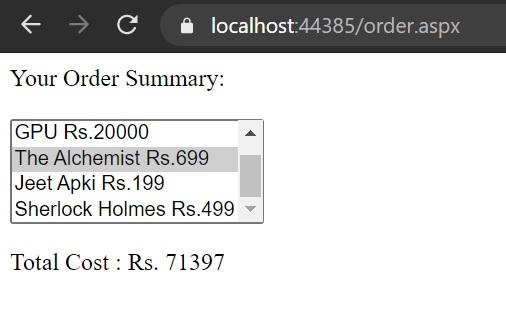 localhost:44385/order.aspx
Your Order Summary:
GPU Rs.20000
The Alchemist Rs.699
Jeet Apki Rs.199
Sherlock Holmes Rs.499
Total Cost : Rs. 71397